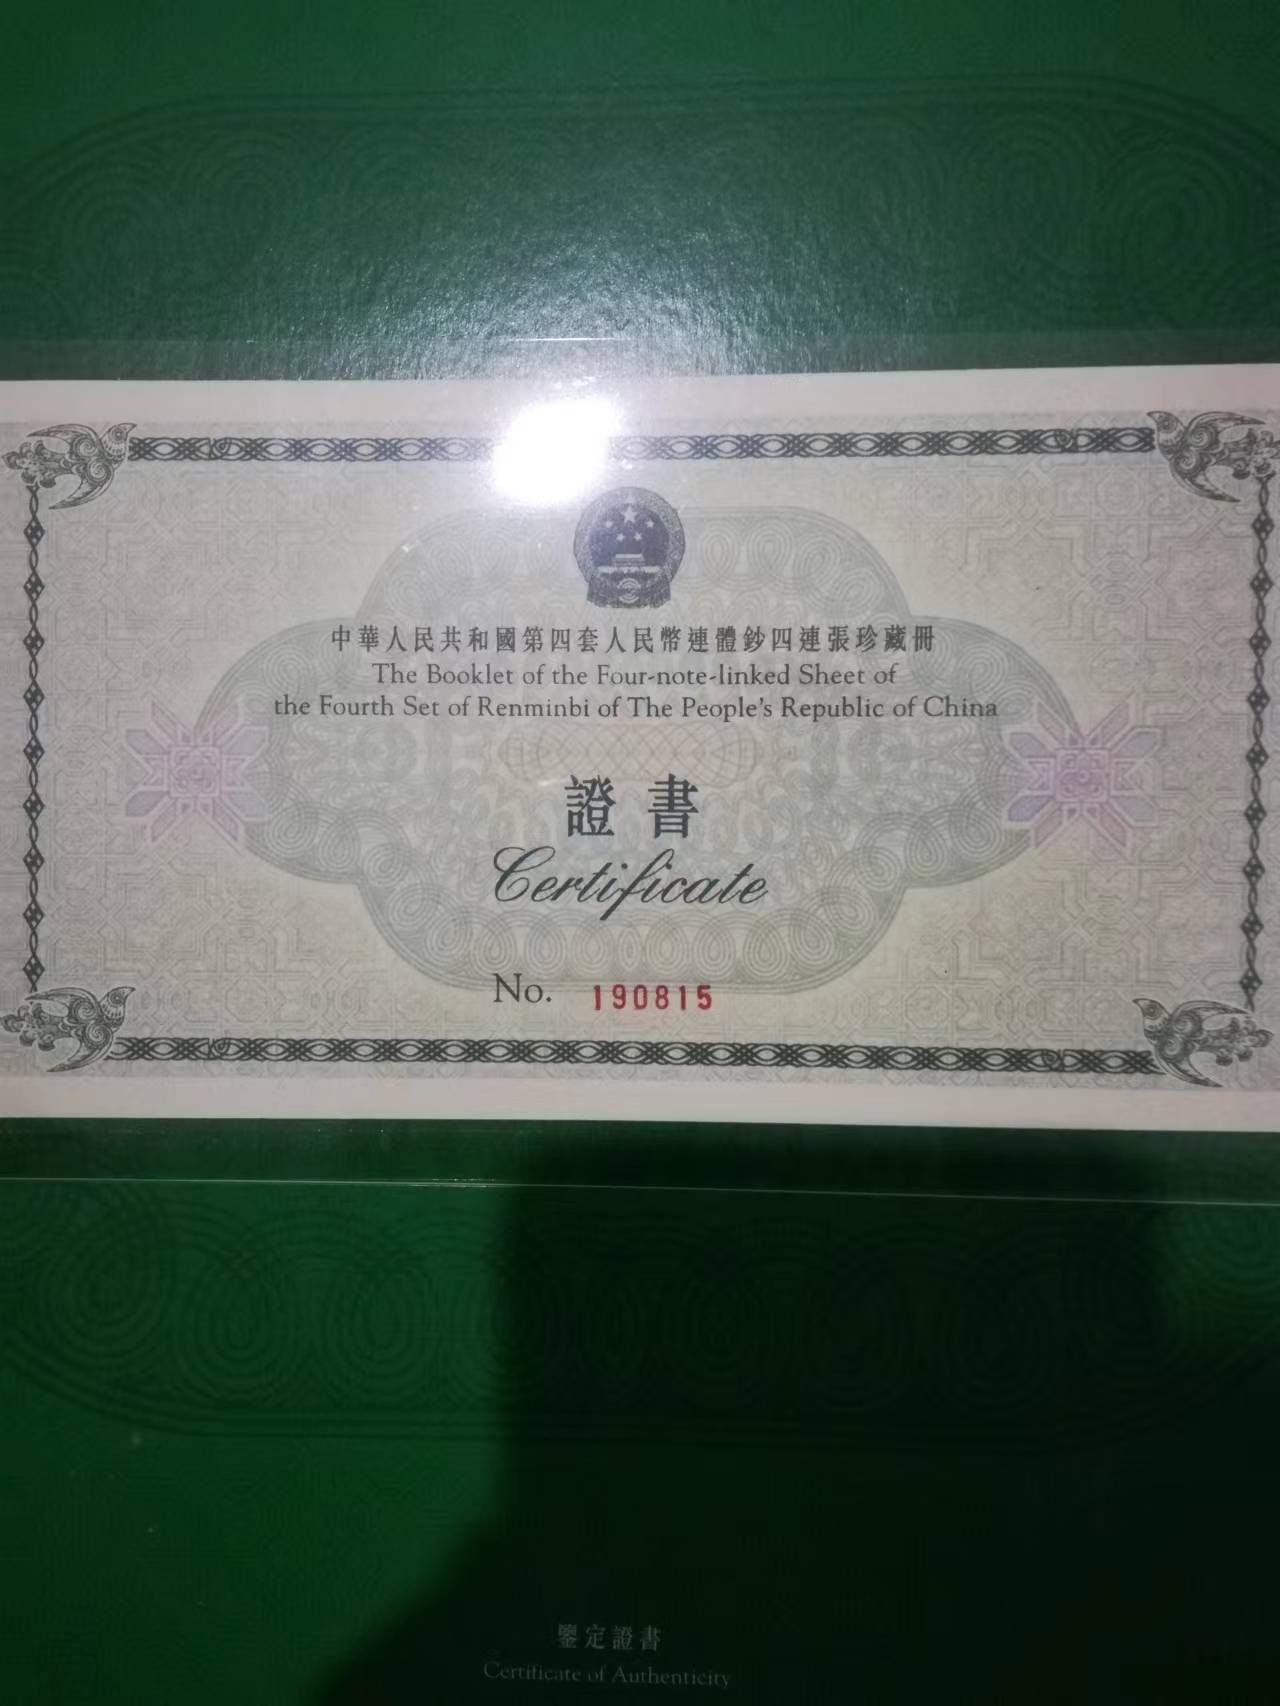 中華人民共和國第四套人民幣連體鈔四連張珍藏冊
The Booklet of the Four-note-linked Sheet of
the Fourth Set of Renminbi of The People's Republic of China
證書
Certificate
No. 190815
鑒定證書
Certificate of Authenticity